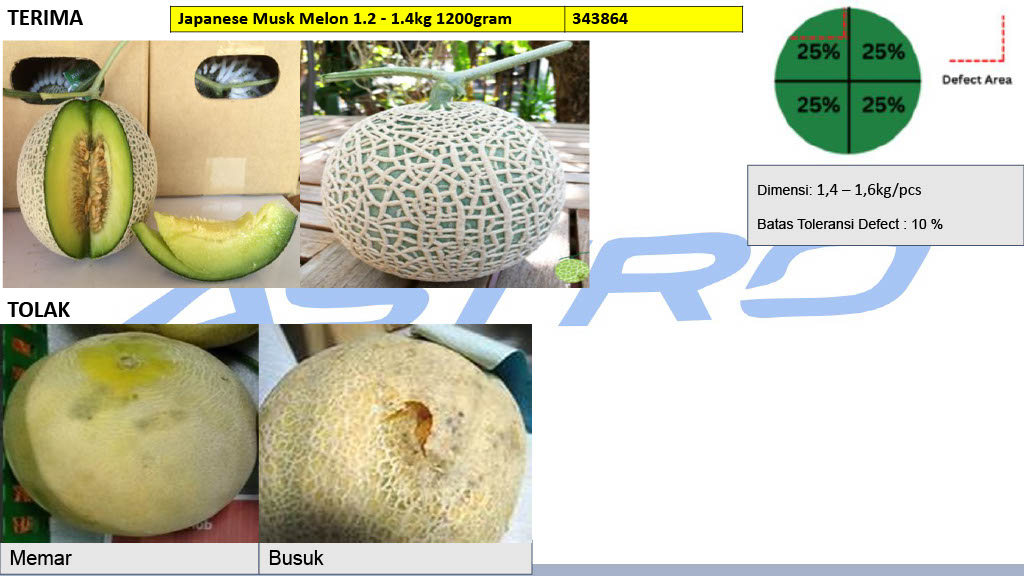 TERIMA
Japanese Musk Melon 1.2 - 1.4kg 1200gram
343864
25% 25%
25% 25%
Defect Area
Dimensi: 1,4 – 1,6kg/pcs
Batas Toleransi Defect : 10 %
ASTRO
TOLAK
Memar
Busuk